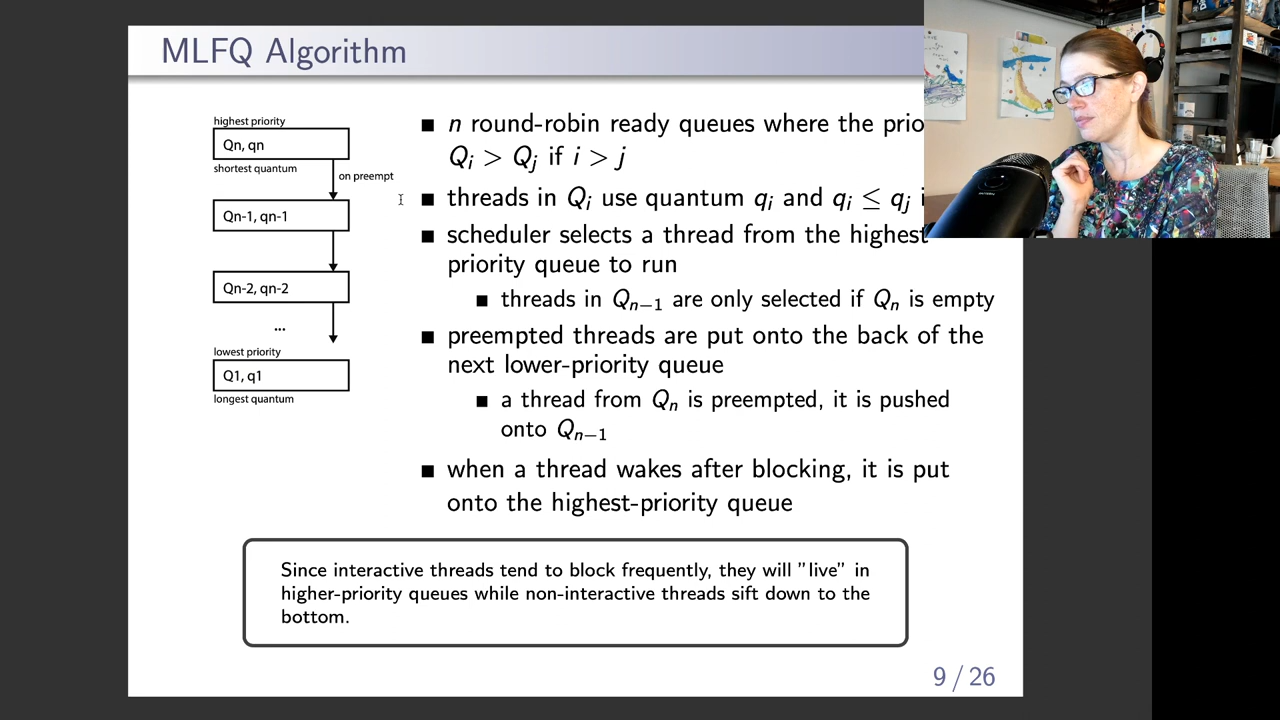 MLFQ Algorithm
highest priority
Qn, qn
shortest quantum
on preempt
Qn-1, qn-1
Qn-2, qn-2
...
lowest priority
Q1, q1
longest quantum
■ n round-robin ready queues where the
Qi > Qj if i > j
■ threads in Qi use quantum qi and qi ≤ qj
■ scheduler selects a thread from the highest
priority queue to run
■ threads in Qn−1 are only selected if Qn is empty
■ preempted threads are put onto the back of the
next lower-priority queue
■ a thread from Qn is preempted, it is pushed
onto Qn−1
■ when a thread wakes after blocking, it is put
onto the highest-priority queue
Since interactive threads tend to block frequently, they will "live" in
higher-priority queues while non-interactive threads sift down to the
bottom.
9 / 26